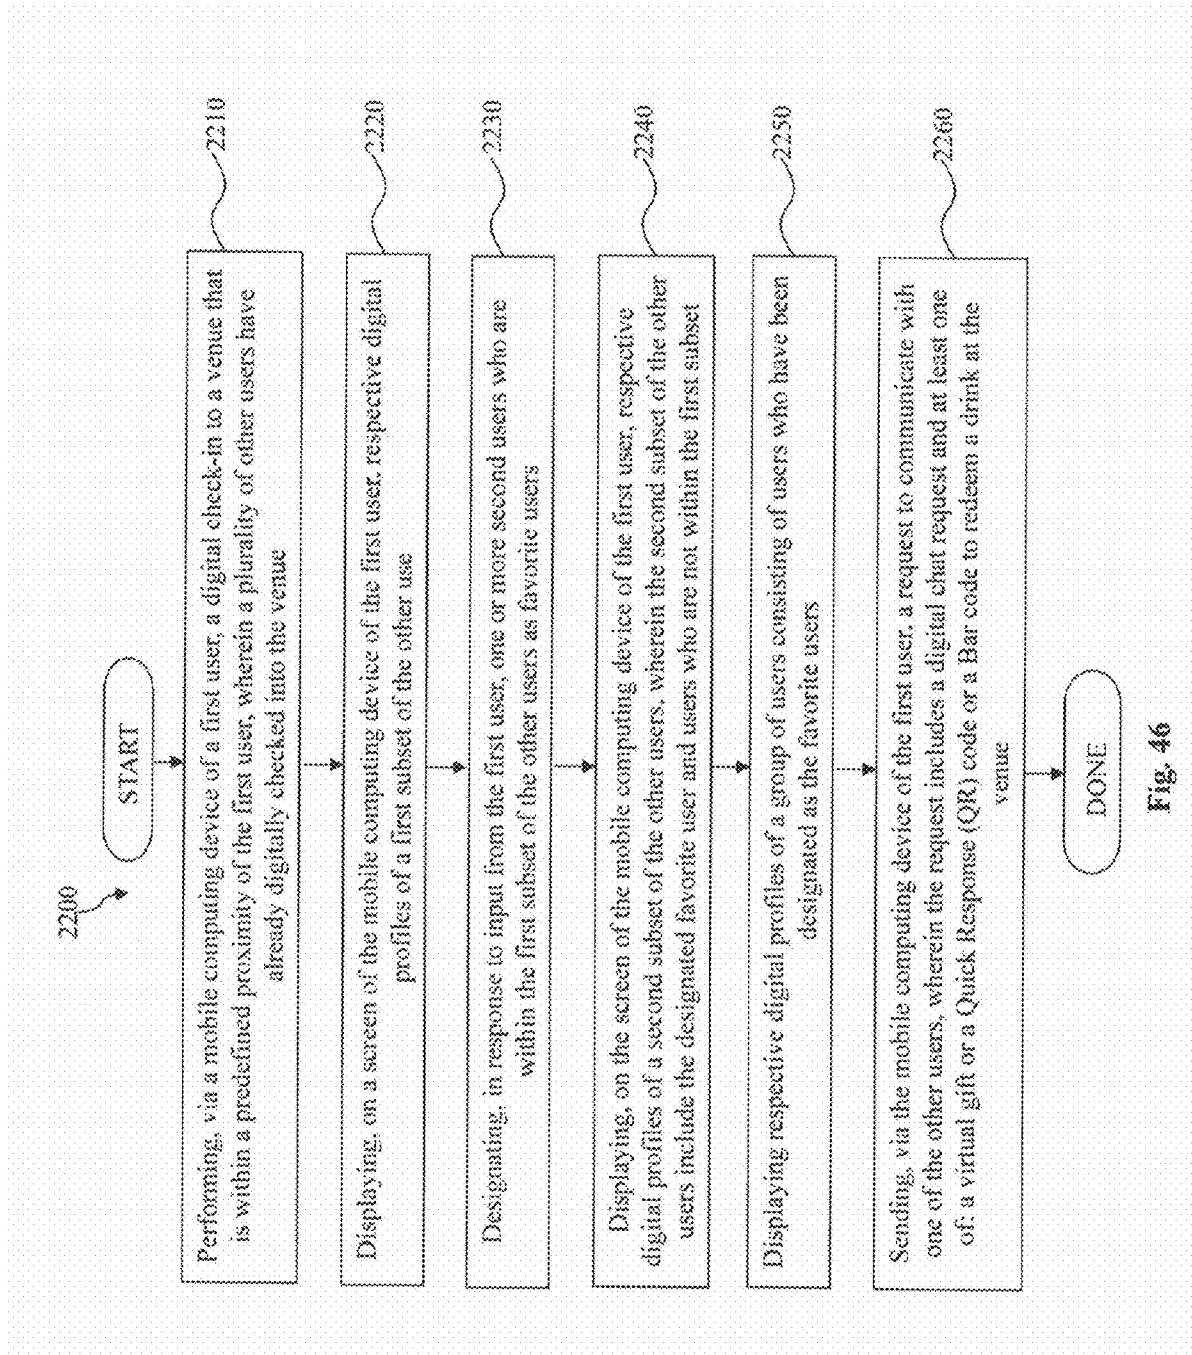 2200
START
Performing, via a mobile computing device of a first user, a digital check-in to a venue that
is within a predefined proximity of the first user, wherein a plurality of other users have
already digitally checked into the venue
2210
Displaying, on a screen of the mobile computing device of the first user, respective digital
profiles of a first subset of the other use
2220
Designating, in response to input from the first user, one or more second users who are
within the first subset of the other users as favorite users
2230
Displaying, on the screen of the mobile computing device of the first user, respective
digital profiles of a second subset of the other users, wherein the second subset of the other
users include the designated favorite user and users who are not within the first subset
2240
Displaying respective digital profiles of a group of users consisting of users who have been
designated as the favorite users
2250
Sending, via the mobile computing device of the first user, a request to communicate with
one of the other users, wherein the request includes a digital chat request and at least one
of: a virtual gift or a Quick Response (QR) code or a Bar code to redeem a drink at the
venue
2260
DONE
Fig. 46